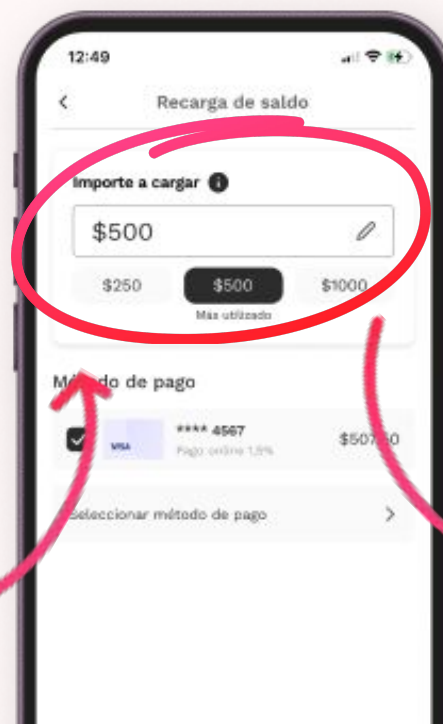 12:49
Recarga de saldo
Importe a cargar
$500
$250 $500 $1000
Más utilizado
de pago
**** 4567
VISA
Pago online 1,5%
Seleccionar método de pago